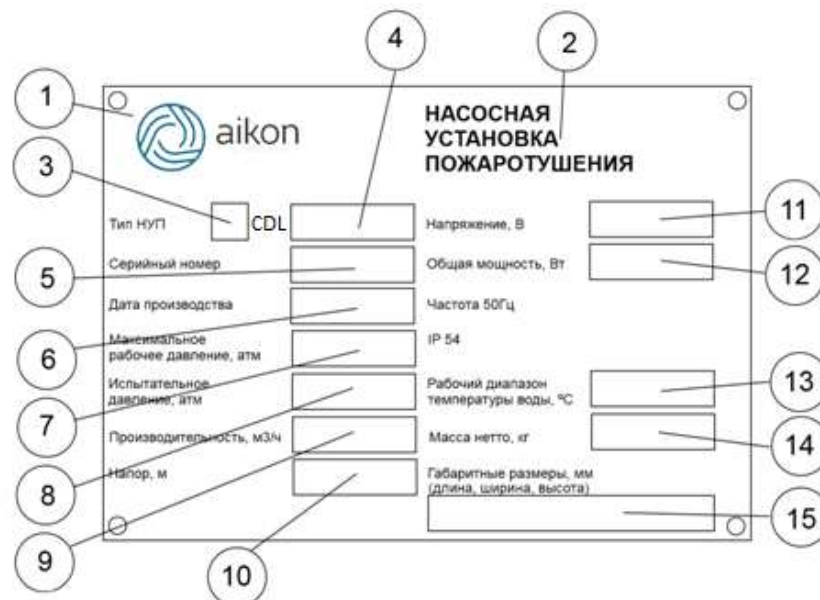 4
2
1
aikon
НАСОСНАЯ
УСТАНОВКА
ПОЖАРОТУШЕНИЯ
3
11
Тип НУП
CDL
Напряжение, В
5
Серийный номер
Общая мощность, Вт
12
Дата производства
Частота 50Гц
6
Максимальное
рабочее давление, атм
IP 54
13
Испытательное
давление, атм
Рабочий диапазон
температуры воды, ºС
7
Производительность, м3/ч
Масса нетто, кг
14
8
Напор, м
Габаритные размеры, мм
(длина, ширина, высота)
15
9
10